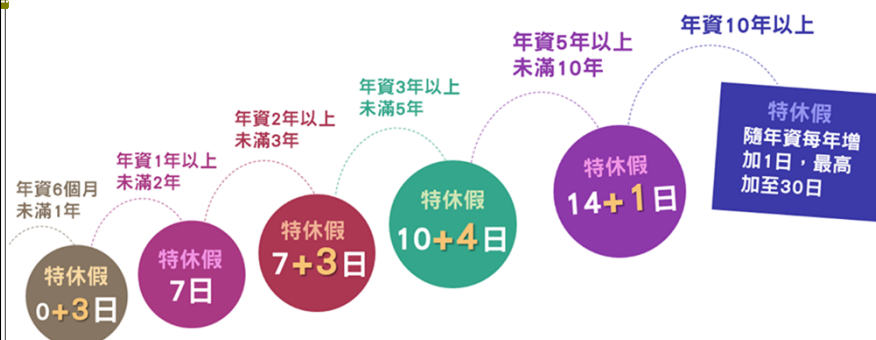 年資6個月
未滿1年
特休假
0+3日
年資1年以上
未滿2年
特休假
7日
年資2年以上
未滿3年
特休假
7+3日
年資3年以上
未滿5年
特休假
10+4日
年資5年以上
未滿10年
特休假
14+1日
年資10年以上
特休假
隨年資每年增
加1日，最高
加至30日